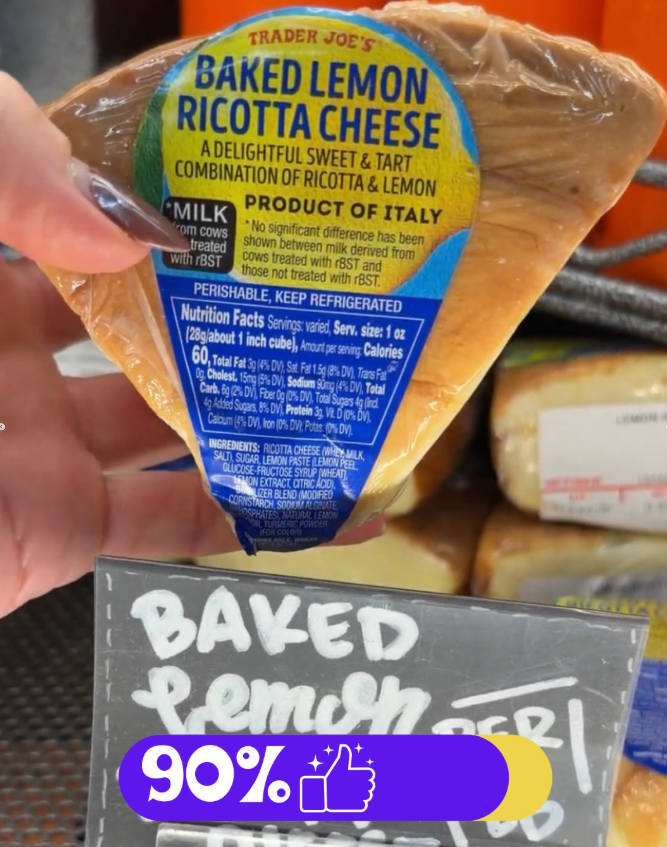 TRADER JOE'S
BAKED LEMON
RICOTTA CHEESE
A DELIGHTFUL SWEET & TART
COMBINATION OF RICOTTA & LEMON
PRODUCT OF ITALY
*MILK
from cows
treated
with rBST
*No significant difference has been
shown between milk derived from
cows treated with rBST and
those not treated with rBST.
PERISHABLE, KEEP REFRIGERATED
Nutrition Facts Servings: varied, Serv. size: 1 oz
(28g/about 1 inch cube), Amount per serving: Calories
60, Total Fat 3g (4% DV), Sat. Fat 1.5g (8% DV), Trans Fat
0g, Cholest. 15mg (5% DV), Sodium 90mg (4% DV), Total
Carb. 6g (2% DV), Fiber 0g (0% DV), Total Sugars 4g (incl.
4g Added Sugars, 8% DV), Protein 3g, Vit. D (0% DV),
Calcium (4% DV), Iron (0% DV), Potas. (0% DV).
INGREDIENTS: RICOTTA CHEESE (WHEY, MILK,
SALT), SUGAR, LEMON PASTE (LEMON PEEL,
GLUCOSE-FRUCTOSE SYRUP (WHEAT),
LEMON EXTRACT, CITRIC ACID),
BLEND (MODIFIED
CORNSTARCH, SODIUM ALGINATE,
NATURAL LEMON
TURMERIC POWDER
(FOR COLOR)
LEMON
BAKED
Lemon
PER
90%